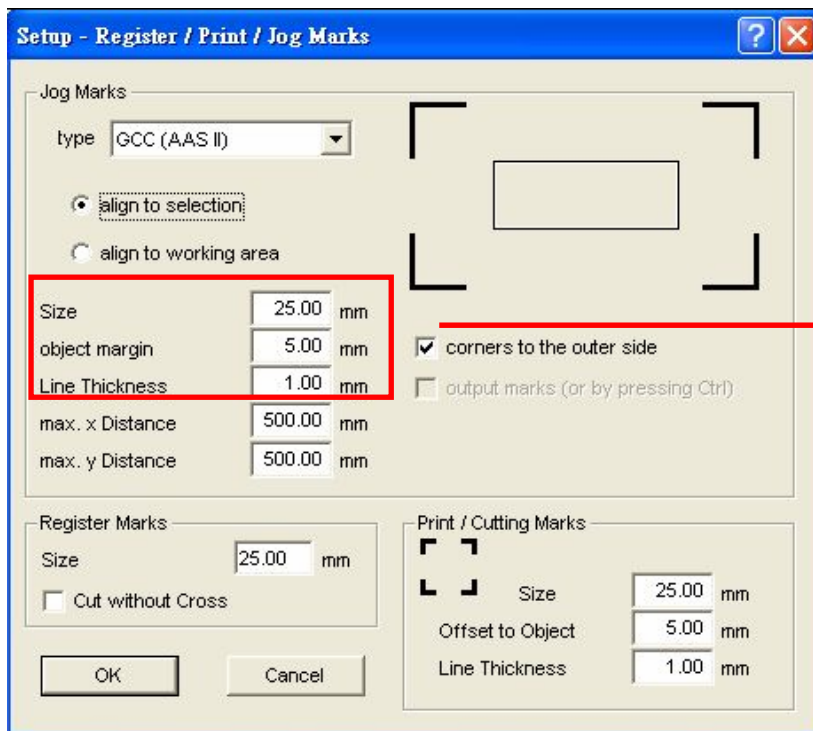 Setup - Register / Print / Jog Marks
Jog Marks
type GCC (AAS II)
align to selection
align to working area
Size 25.00 mm
object margin 5.00 mm
Line Thickness 1.00 mm
max. x Distance 500.00 mm
max. y Distance 500.00 mm
corners to the outer side
output marks (or by pressing Ctrl)
Register Marks
Size 25.00 mm
Cut without Cross
Print / Cutting Marks
Size 25.00 mm
Offset to Object 5.00 mm
Line Thickness 1.00 mm
OK Cancel